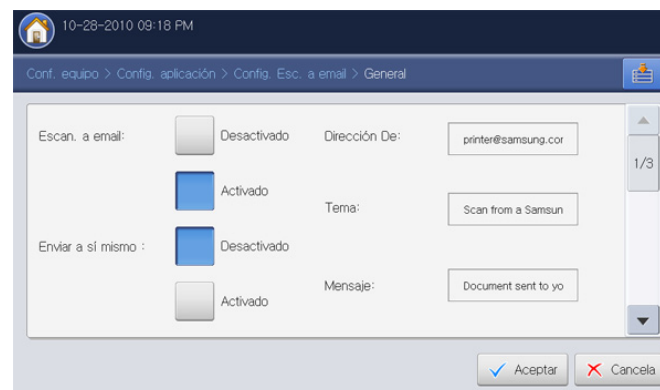 10-28-2010 09:18 PM
Conf. equipo > Config. aplicación > Config. Esc. a email > General
Escan. a email:
Desactivado
Activado
Enviar a sí mismo :
Desactivado
Activado
Dirección De:
printer@samsung.cor
Tema:
Scan from a Samsun
Mensaje:
Document sent to yo
1/3
Aceptar
Cancela